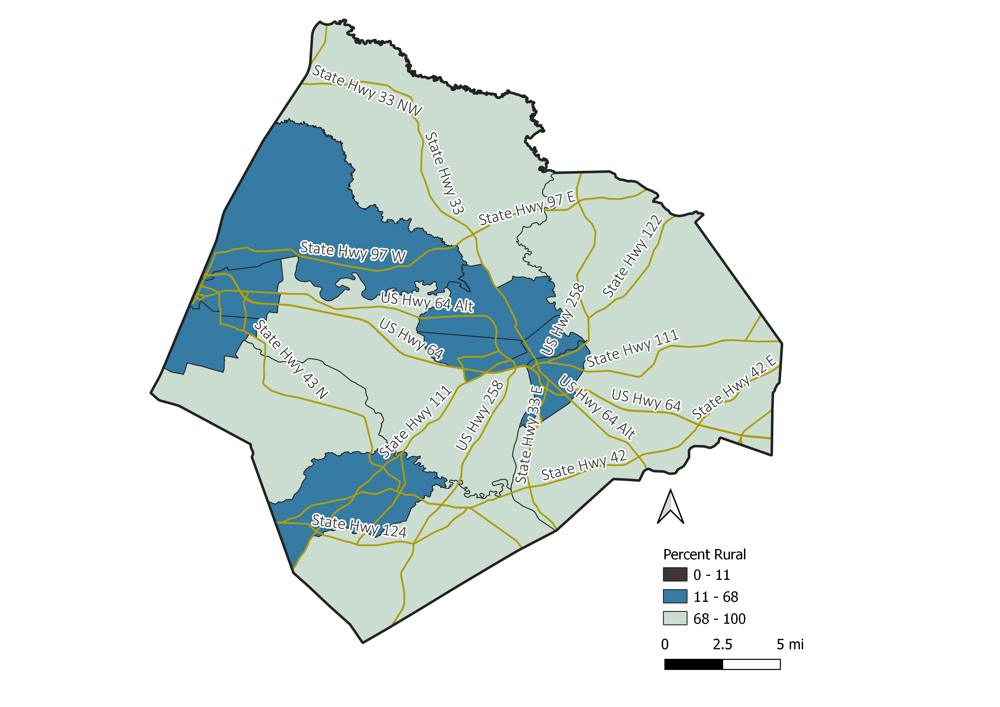 State Hwy 33 NW
State Hwy 33
State Hwy 97 E
State Hwy 122
State Hwy 97 W
US Hwy 64 Alt
US Hwy 258
US Hwy 64
State Hwy 111
State Hwy 43 N
State Hwy 42 E
US Hwy 64
US Hwy 64 Alt
State Hwy 111
US Hwy 258
State Hwy 33 E
State Hwy 42
State Hwy 124
Percent Rural
0 - 11
11 - 68
68 - 100
0 2.5 5 mi